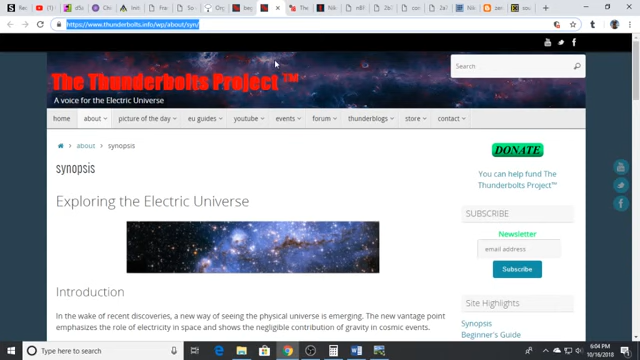 https://www.thunderbolts.info/wp/about/syn/
The Thunderbolts Project ™
A voice for the Electric Universe
Search
home about picture of the day eu guides youtube events forum thunderblogs store contact
about synopsis
synopsis
Exploring the Electric Universe
Introduction
In the wake of recent discoveries, a new way of seeing the physical universe is emerging. The new vantage point
emphasizes the role of electricity in space and shows the negligible contribution of gravity in cosmic events.
DONATE
You can help fund The
Thunderbolts Project™
SUBSCRIBE
Newsletter
email address
Subscribe
Site Highlights
Synopsis
Beginner's Guide
Type here to search
6:04 PM
10/16/2018